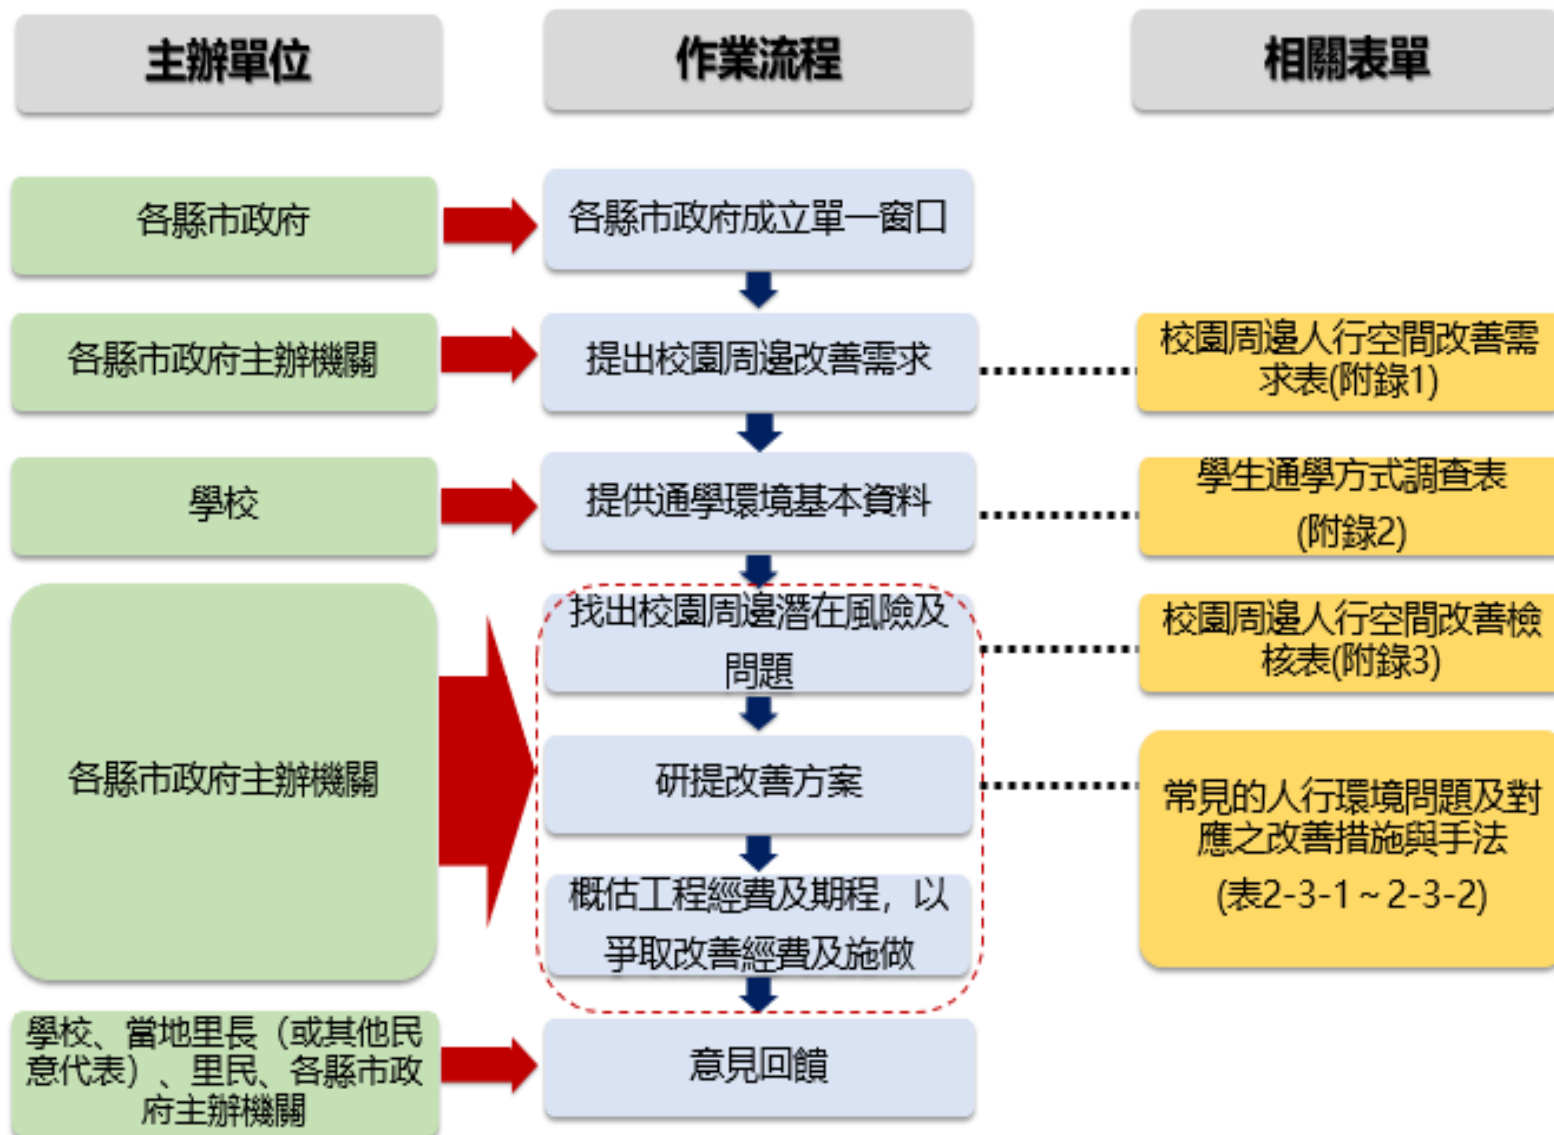 主辦單位
作業流程
相關表單
各縣市政府
各縣市政府成立單一窗口
各縣市政府主辦機關
提出校園周邊改善需求
校園周邊人行空間改善需
求表(附錄1)
學校
提供通學環境基本資料
學生通學方式調查表
(附錄2)
各縣市政府主辦機關
找出校園周邊潛在風險及
問題
校園周邊人行空間改善檢
核表(附錄3)
研提改善方案
常見的人行環境問題及對
應之改善措施與手法
(表2-3-1～2-3-2)
概估工程經費及期程，以
爭取改善經費及施做
學校、當地里長（或其他民
意代表）、里民、各縣市政
府主辦機關
意見回饋